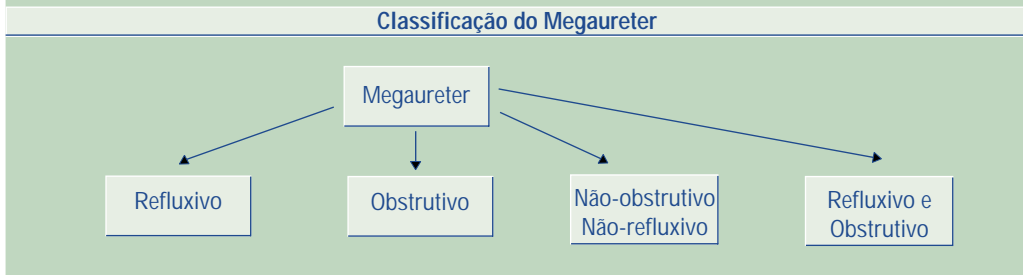 Classificação do Megaureter
Megaureter
Refluxivo
Obstrutivo
Não-obstrutivo
Não-refluxivo
Refluxivo e
Obstrutivo